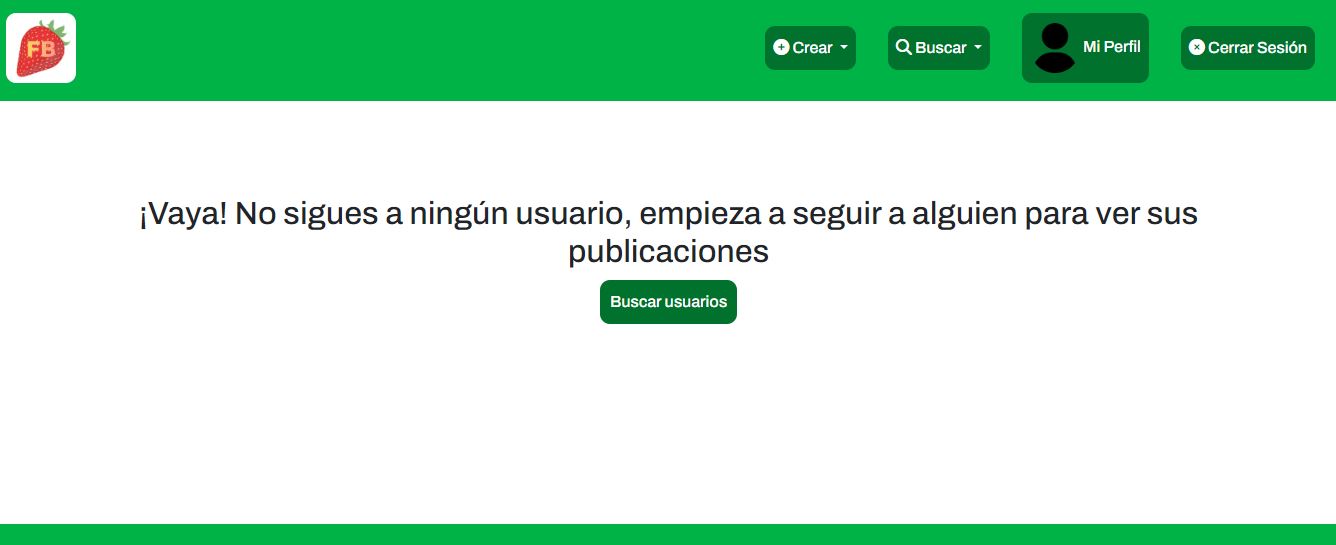 FB
Crear
Buscar
Mi Perfil
Cerrar Sesión
¡Vaya! No sigues a ningún usuario, empieza a seguir a alguien para ver sus
publicaciones
Buscar usuarios